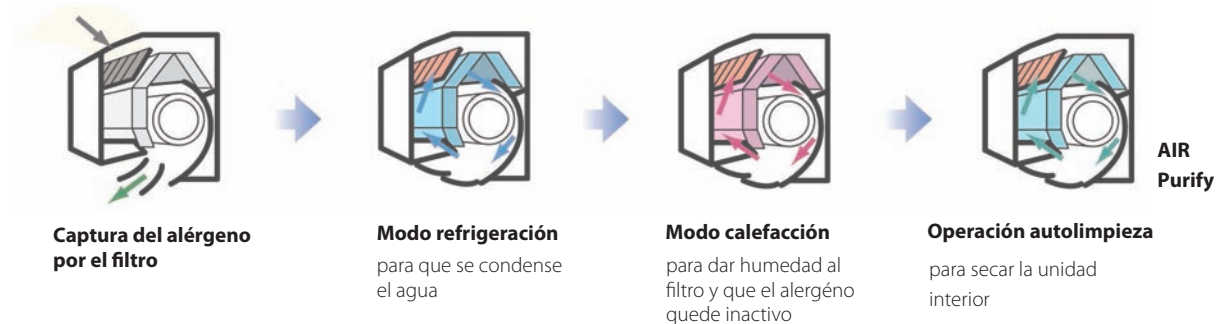 AIR
Purify
Captura del alérgeno
por el filtro
Modo refrigeración
para que se condense
el agua
Modo calefacción
para dar humedad al
filtro y que el alergéno
quede inactivo
Operación autolimpieza
para secar la unidad
interior